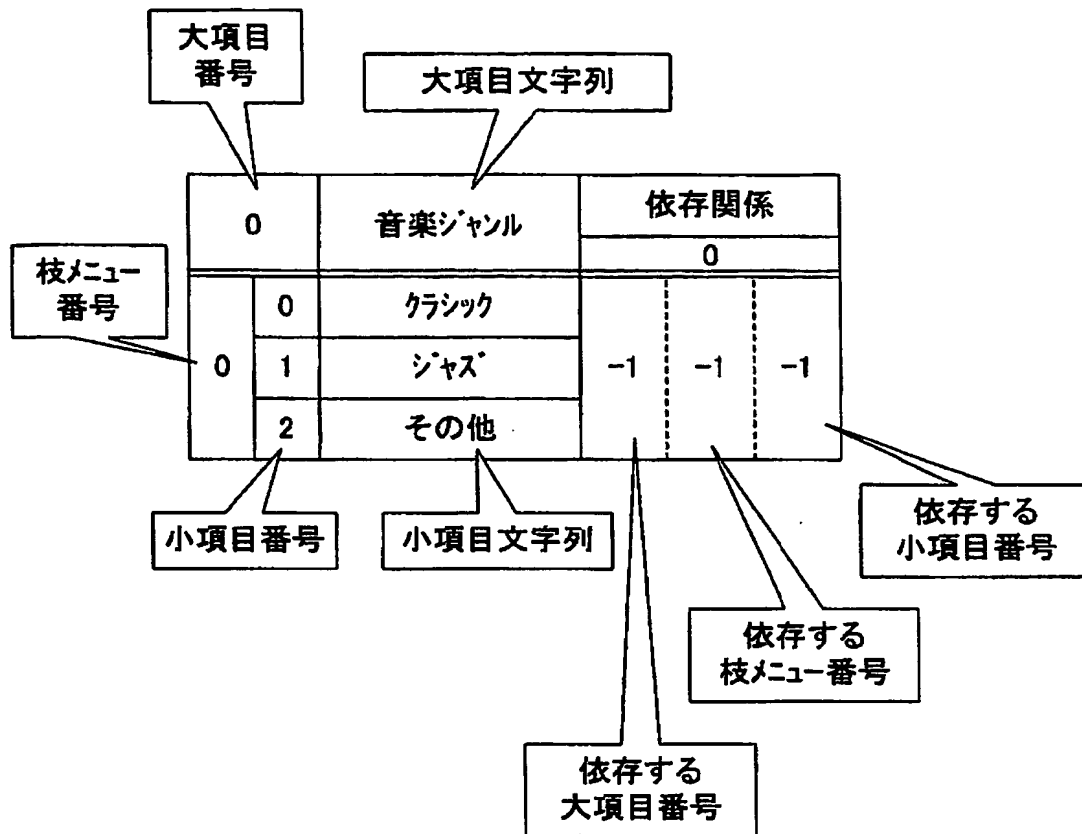 大項目
番号
大項目文字列
0
音楽ジャンル
依存関係
0
枝メニュー
番号
0
0
クラシック
1
ジャズ
2
その他
-1
-1
-1
小項目番号
小項目文字列
依存する
小項目番号
依存する
枝メニュー番号
依存する
大項目番号